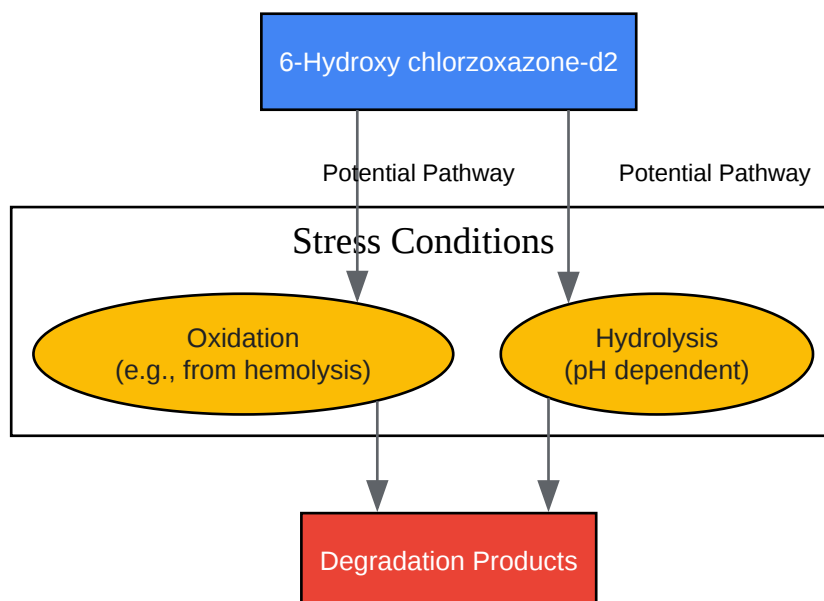 6-Hydroxy chlorzoxazone-d2
Potential Pathway
Potential Pathway
Stress Conditions
Oxidation
(e.g., from hemolysis)
Hydrolysis
(pH dependent)
Degradation Products